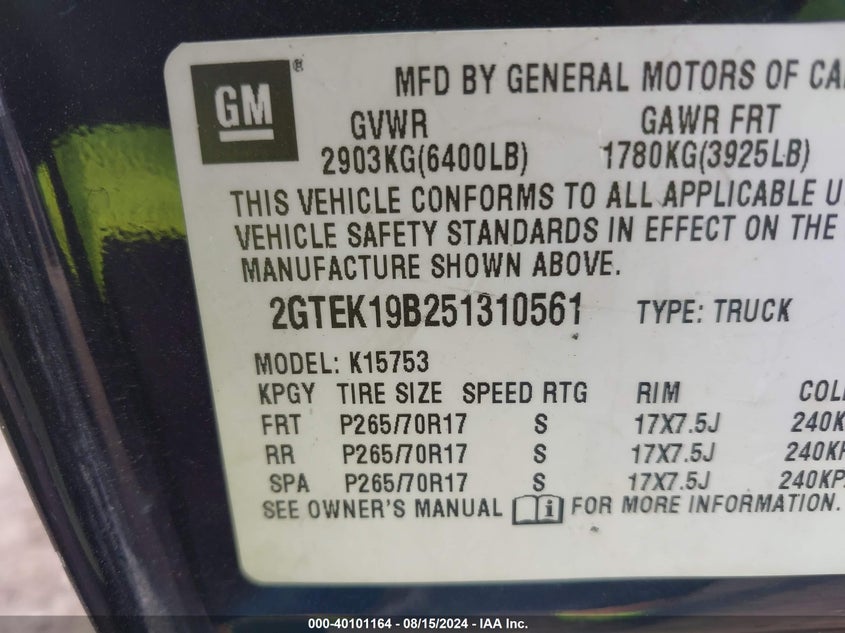 GM®
MFD BY GENERAL MOTORS OF
GVWR GAWR FRT
2903KG(6400LB) 1780KG(3925LB)
THIS VEHICLE CONFORMS TO ALL APPLICABLE
VEHICLE SAFETY STANDARDS IN EFFECT ON THE
MANUFACTURE SHOWN ABOVE.
2GTEK19B251310561 TYPE: TRUCK
MODEL: K15753
KPGY TIRE SIZE SPEED RTG RIM
FRT P265/70R17 S 17X7.5J
RR P265/70R17 S 17X7.5J
SPA P265/70R17 S 17X7.5J
SEE OWNER'S MANUAL i FOR MORE INFORMATION.
000-40101164 - 08/15/2024 - IAA Inc.